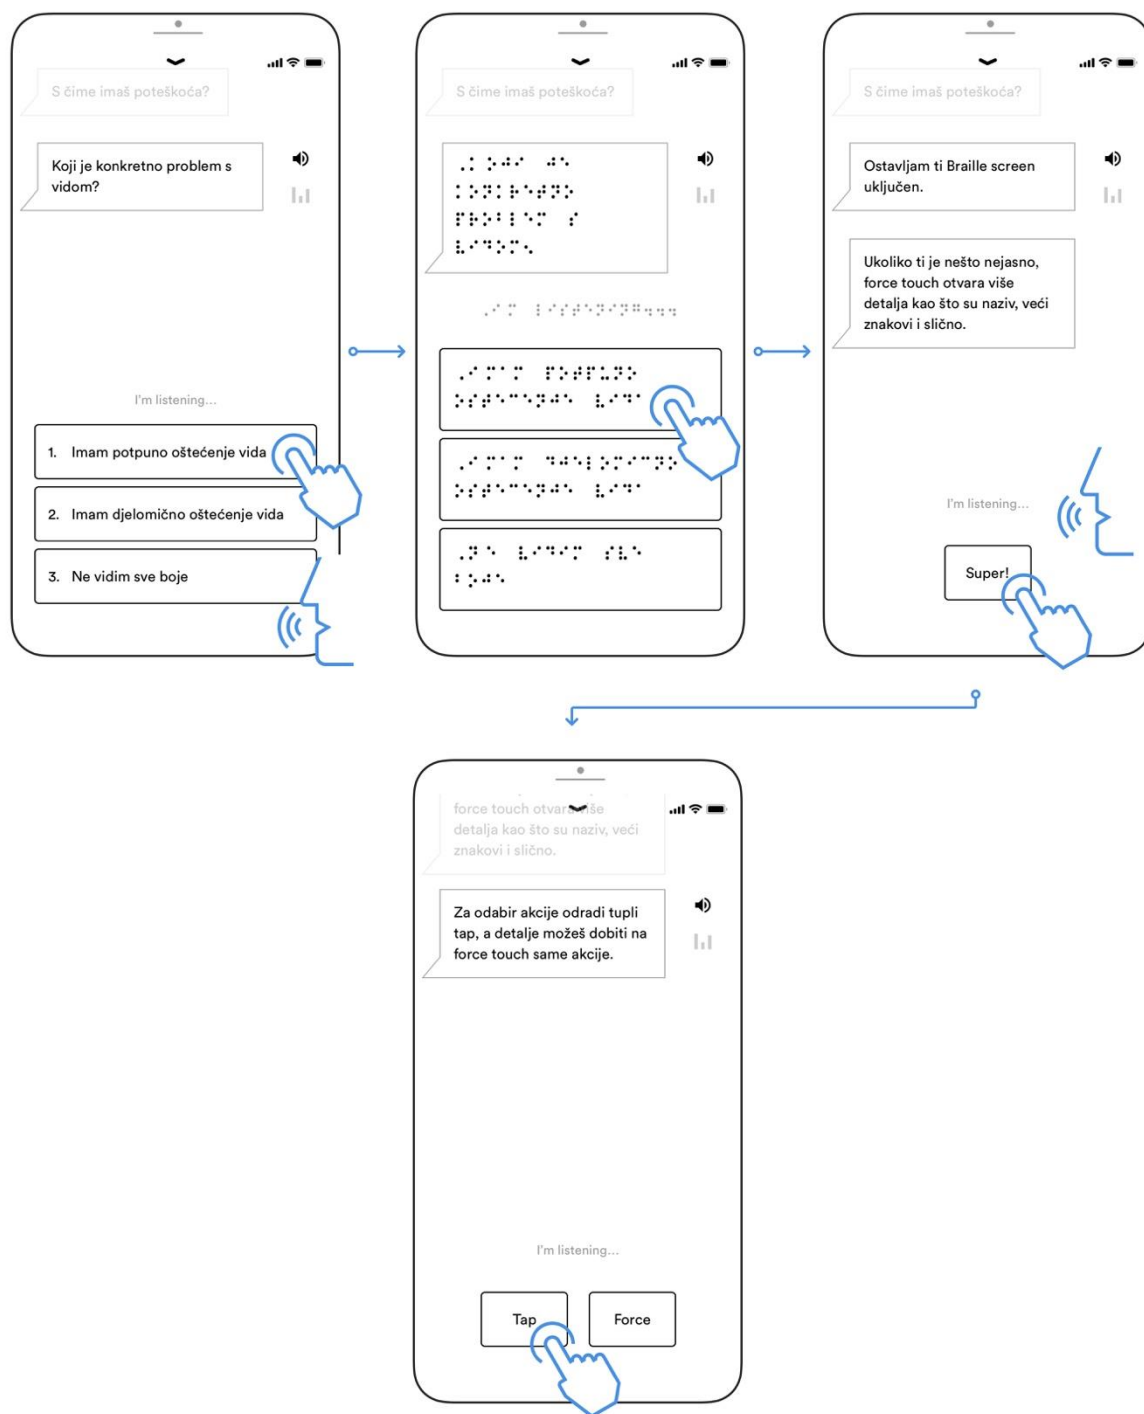 S čime imaš poteškoća?
Koji je konkretno problem s
vidom?
I'm listening...
1. Imam potpuno oštećenje vida
2. Imam djelomično oštećenje vida
3. Ne vidim sve boje
S čime imaš poteškoća?
⠠⠅⠕⠚⠊ ⠚⠑
⠅⠕⠝⠅⠗⠑⠞⠝⠕
⠏⠗⠕⠃⠇⠑⠍ ⠎
⠧⠊⠙⠕⠍⠢
⠠⠊⠍ ⠇⠊⠎⠞⠑⠝⠊⠝⠛⠲⠲⠲
⠠⠊⠍⠁⠍ ⠏⠕⠞⠏⠥⠝⠕
⠕⠎⠞⠑⠉⠑⠝⠚⠑ ⠧⠊⠙⠁
⠠⠊⠍⠁⠍ ⠙⠚⠑⠇⠕⠍⠊⠉⠝⠕
⠕⠎⠞⠑⠉⠑⠝⠚⠑ ⠧⠊⠙⠁
⠠⠝⠑ ⠧⠊⠙⠊⠍ ⠎⠧⠑
⠃⠕⠚⠑
S čime imaš poteškoća?
Ostavljam ti Braille screen
uključen.
Ukoliko ti je nešto nejasno,
force touch otvara više
detalja kao što su naziv, veći
znakovi i slično.
I'm listening...
Super!
force touch otvara više
detalja kao što su naziv, veći
znakovi i slično.
Za odabir akcije odradi tupli
tap, a detalje možeš dobiti na
force touch same akcije.
I'm listening...
Tap
Force